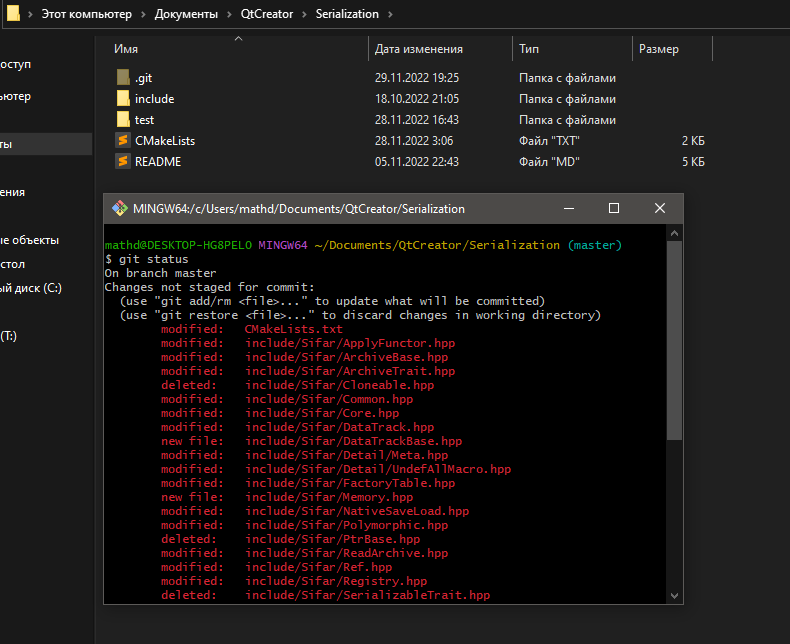 Этот компьютер › Документы › QtCreator › Serialization ›
Имя Дата изменения Тип Размер
оступ
.git 29.11.2022 19:25 Папка с файлами
ьютер
include 18.10.2022 21:05 Папка с файлами
test 28.11.2022 16:43 Папка с файлами
ты
CMakeLists 28.11.2022 3:06 Файл "TXT" 2 КБ
README 05.11.2022 22:43 Файл "MD" 5 КБ
ения
MINGW64:/c/Users/mathd/Documents/QtCreator/Serialization
ые объекты
стол
ый диск (C:)
(T:)
mathd@DESKTOP-HG8PELO MINGW64 ~/Documents/QtCreator/Serialization (master)
$ git status
On branch master
Changes not staged for commit:
(use "git add/rm <file>..." to update what will be committed)
(use "git restore <file>..." to discard changes in working directory)
modified: CMakeLists.txt
modified: include/Sifar/ApplyFunctor.hpp
modified: include/Sifar/ArchiveBase.hpp
modified: include/Sifar/ArchiveTrait.hpp
deleted: include/Sifar/Cloneable.hpp
modified: include/Sifar/Common.hpp
modified: include/Sifar/Core.hpp
modified: include/Sifar/DataTrack.hpp
new file: include/Sifar/DataTrackBase.hpp
modified: include/Sifar/Detail/Meta.hpp
modified: include/Sifar/Detail/UndefAllMacro.hpp
modified: include/Sifar/FactoryTable.hpp
new file: include/Sifar/Memory.hpp
modified: include/Sifar/NativeSaveLoad.hpp
modified: include/Sifar/Polymorphic.hpp
deleted: include/Sifar/PtrBase.hpp
modified: include/Sifar/ReadArchive.hpp
modified: include/Sifar/Ref.hpp
modified: include/Sifar/Registry.hpp
deleted: include/Sifar/SerializableTrait.hpp